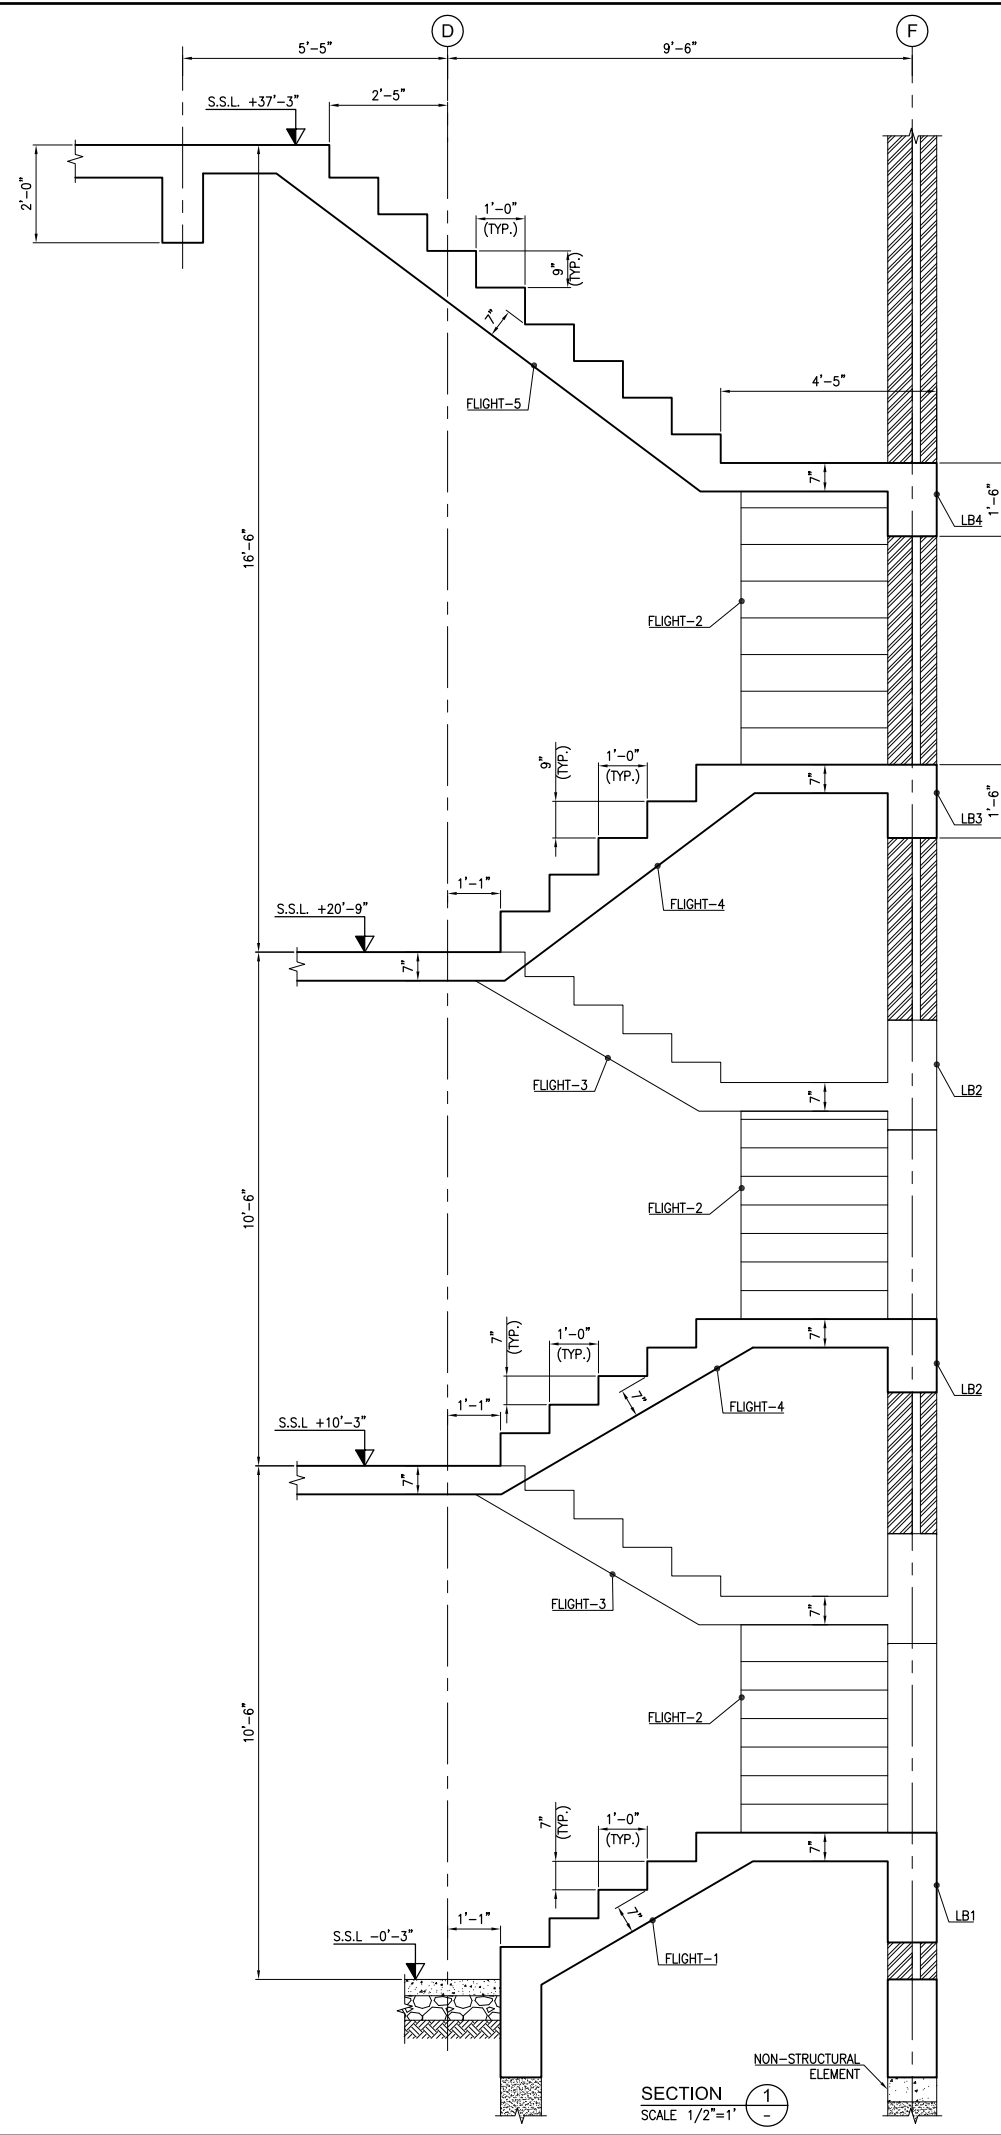 D
F
5'-5"
9'-6"
S.S.L. +37'-3"
2'-5"
2'-0"
1'-0"
(TYP.)
9"
(TYP.)
7"
4'-5"
FLIGHT-5
7"
1'-6"
LB4
16'-6"
FLIGHT-2
9"
(TYP.)
1'-0"
(TYP.)
7"
1'-6"
LB3
1'-1"
FLIGHT-4
S.S.L. +20'-9"
7"
FLIGHT-3
7"
LB2
10'-6"
FLIGHT-2
7"
(TYP.)
1'-0"
(TYP.)
7"
LB2
7"
1'-1"
FLIGHT-4
S.S.L +10'-3"
7"
FLIGHT-3
7"
10'-6"
FLIGHT-2
7"
(TYP.)
1'-0"
(TYP.)
7"
7"
LB1
1'-1"
S.S.L -0'-3"
FLIGHT-1
NON-STRUCTURAL
ELEMENT
SECTION
SCALE 1/2"=1'
1
-